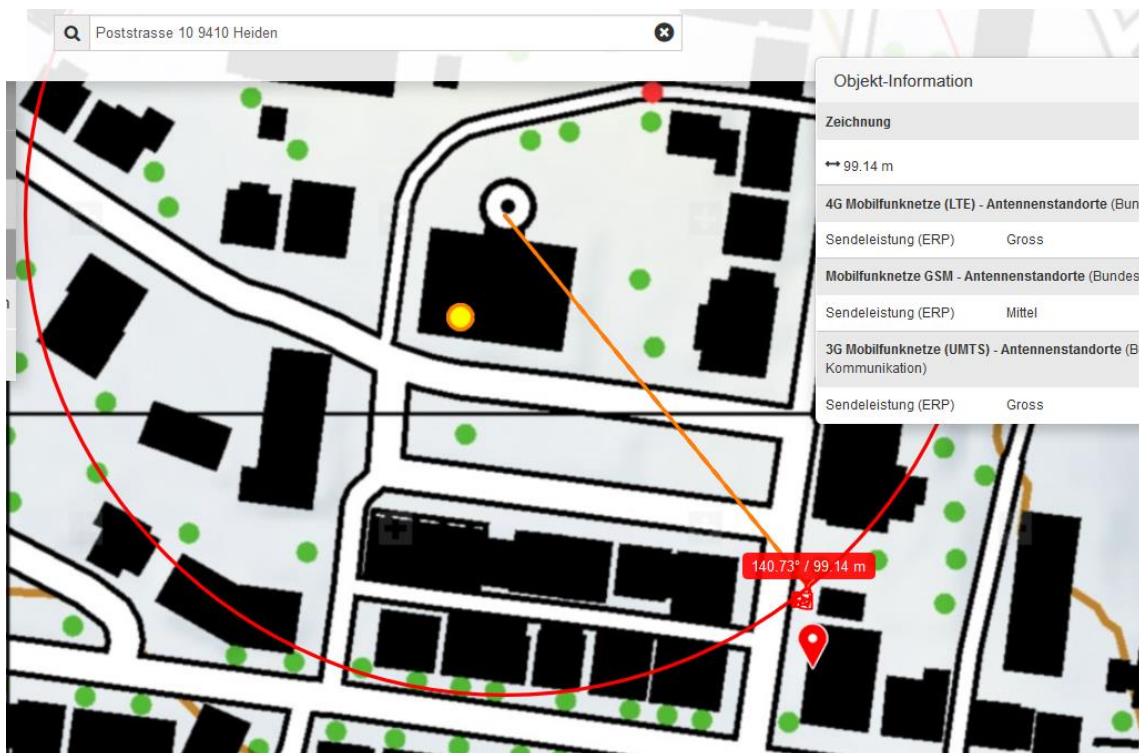 Poststrasse 10 9410 Heiden
Objekt-Information
Zeichnung
↔ 99.14 m
4G Mobilfunknetze (LTE) - Antennenstandorte (Bun
Sendeleistung (ERP) Gross
Mobilfunknetze GSM - Antennenstandorte (Bundes
Sendeleistung (ERP) Mittel
3G Mobilfunknetze (UMTS) - Antennenstandorte (B
Kommunikation)
Sendeleistung (ERP) Gross
140.73° / 99.14 m